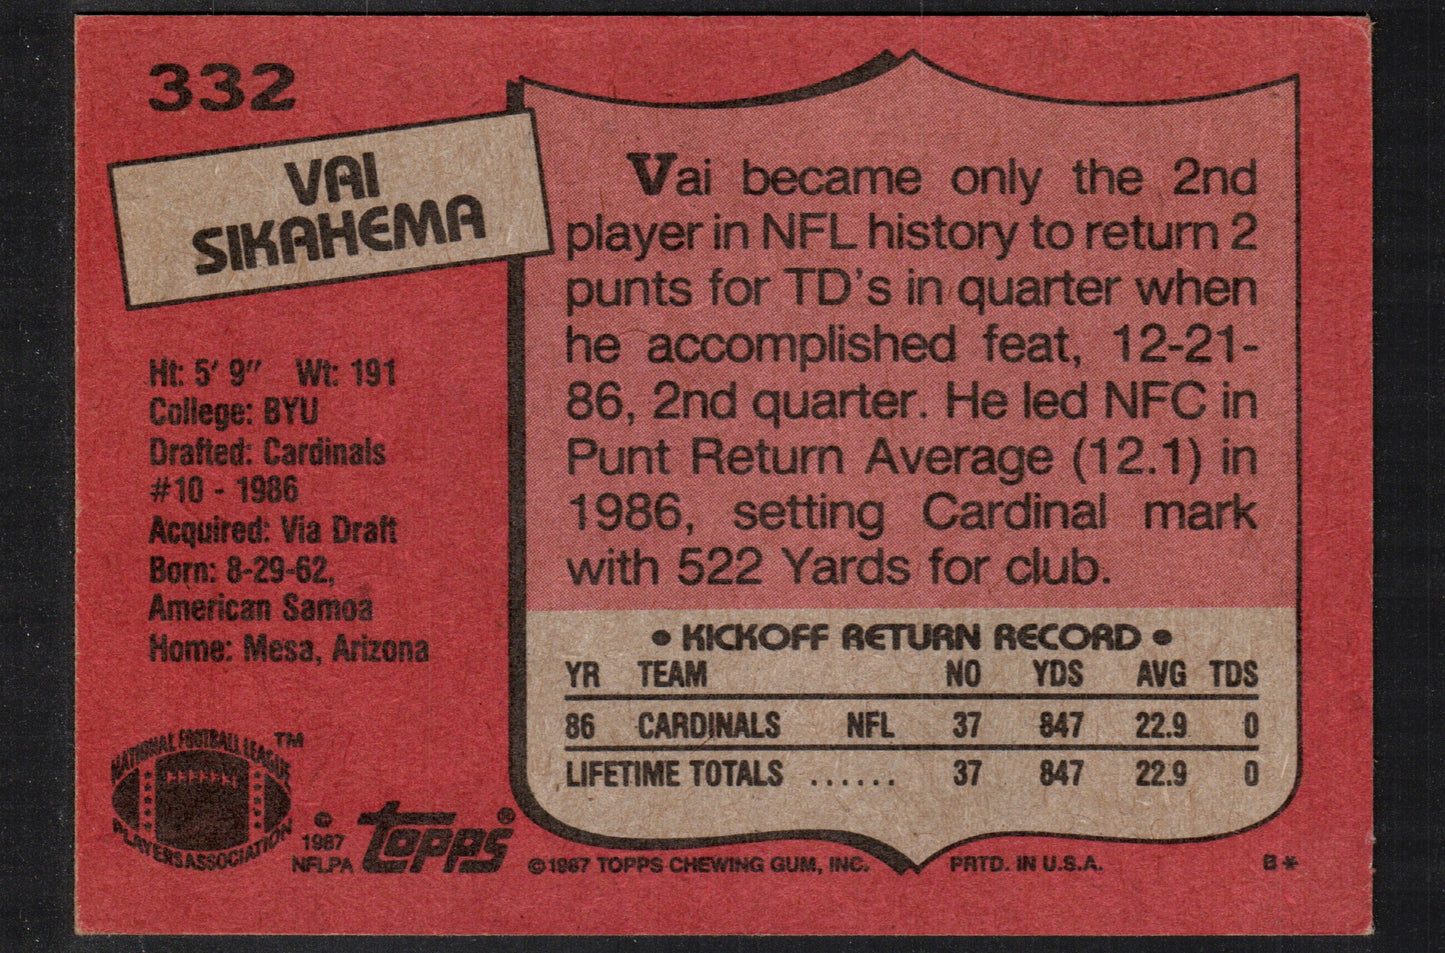 332
VAI
SIKAHEMA
Ht: 5' 9" Wt: 191
College: BYU
Drafted: Cardinals
#10 - 1986
Acquired: Via Draft
Born: 8-29-62,
American Samoa
Home: Mesa, Arizona
NATIONAL FOOTBALL LEAGUE ™
PLAYERS ASSOCIATION
©
1987
NFLPA
TOPPS®
Vai became only the 2nd
player in NFL history to return 2
punts for TD's in quarter when
he accomplished feat, 12-21-
86, 2nd quarter. He led NFC in
Punt Return Average (12.1) in
1986, setting Cardinal mark
with 522 Yards for club.
• KICKOFF RETURN RECORD •
YR TEAM NO YDS AVG TDS
86 CARDINALS NFL 37 847 22.9 0
LIFETIME TOTALS ...... 37 847 22.9 0
©1987 TOPPS CHEWING GUM, INC. PRTD. IN U.S.A. B*